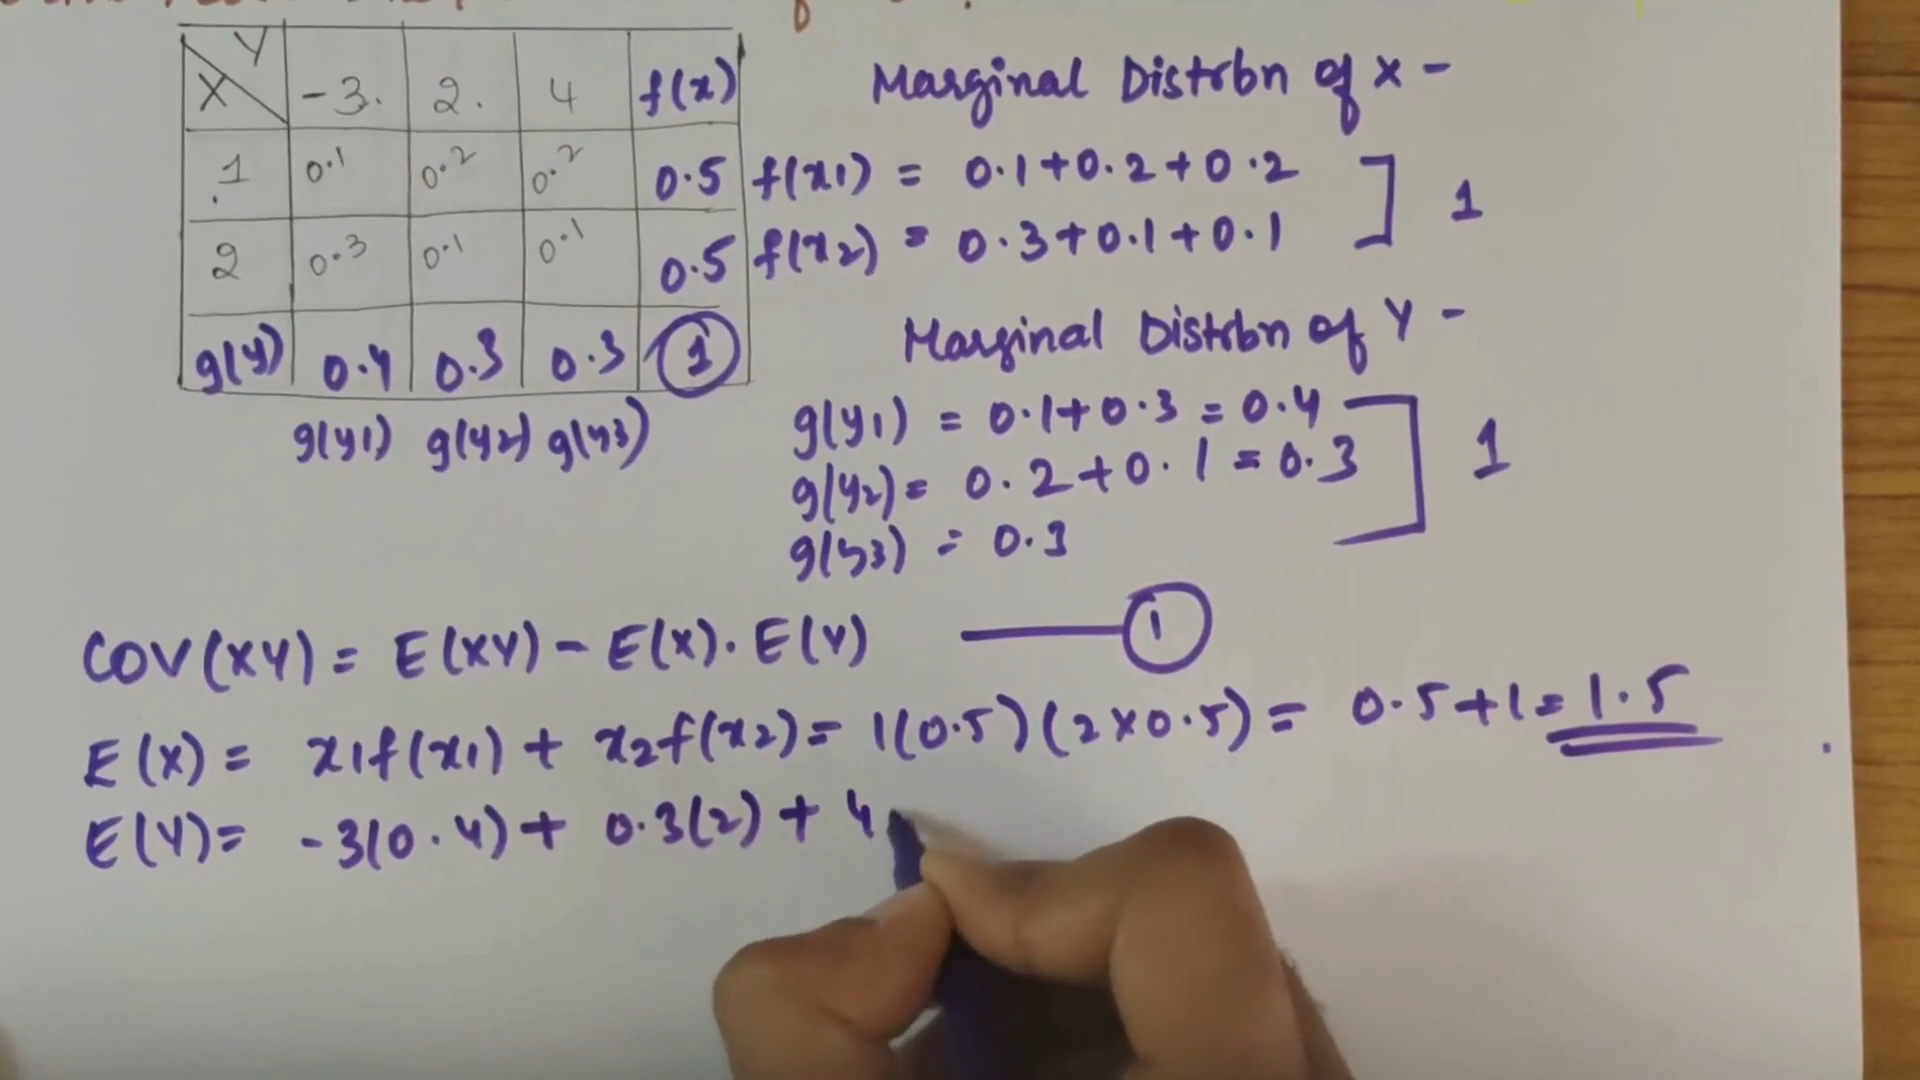 Y
X -3. 2. 4 f(x)
1 0.1 0.2 0.2 0.5
2 0.3 0.1 0.1 0.5
g(y) 0.4 0.3 0.3 1
g(y1) g(y2) g(y3)
Marginal Distrbn of X -
f(x1) = 0.1+0.2+0.2
f(x2) = 0.3+0.1+0.1
] 1
Marginal Distrbn of Y -
g(y1) = 0.1+0.3 = 0.4
g(y2) = 0.2+0.1 = 0.3
g(y3) = 0.3
] 1
COV(XY) = E(XY) - E(X). E(Y) — 1
E(X) = x1f(x1) + x2f(x2) = 1(0.5)(2×0.5) = 0.5+1 = 1.5
E(Y) = -3(0.4) + 0.3(2) + 4